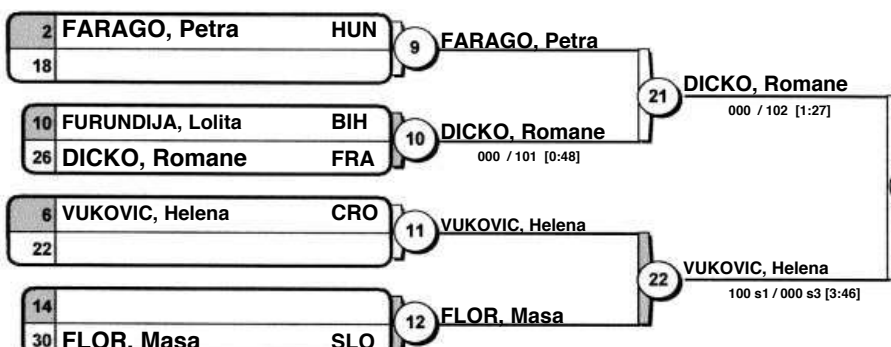 2 FARAGO, Petra HUN
18
9 FARAGO, Petra
10 FURUNDIJA, Lolita BIH
26 DICKO, Romane FRA
10 DICKO, Romane
000 / 101 [0:48]
21 DICKO, Romane
000 / 102 [1:27]
6 VUKOVIC, Helena CRO
22
11 VUKOVIC, Helena
14
30 FLOR, Masa SLO
12 FLOR, Masa
22 VUKOVIC, Helena
100 s1 / 000 s3 [3:46]